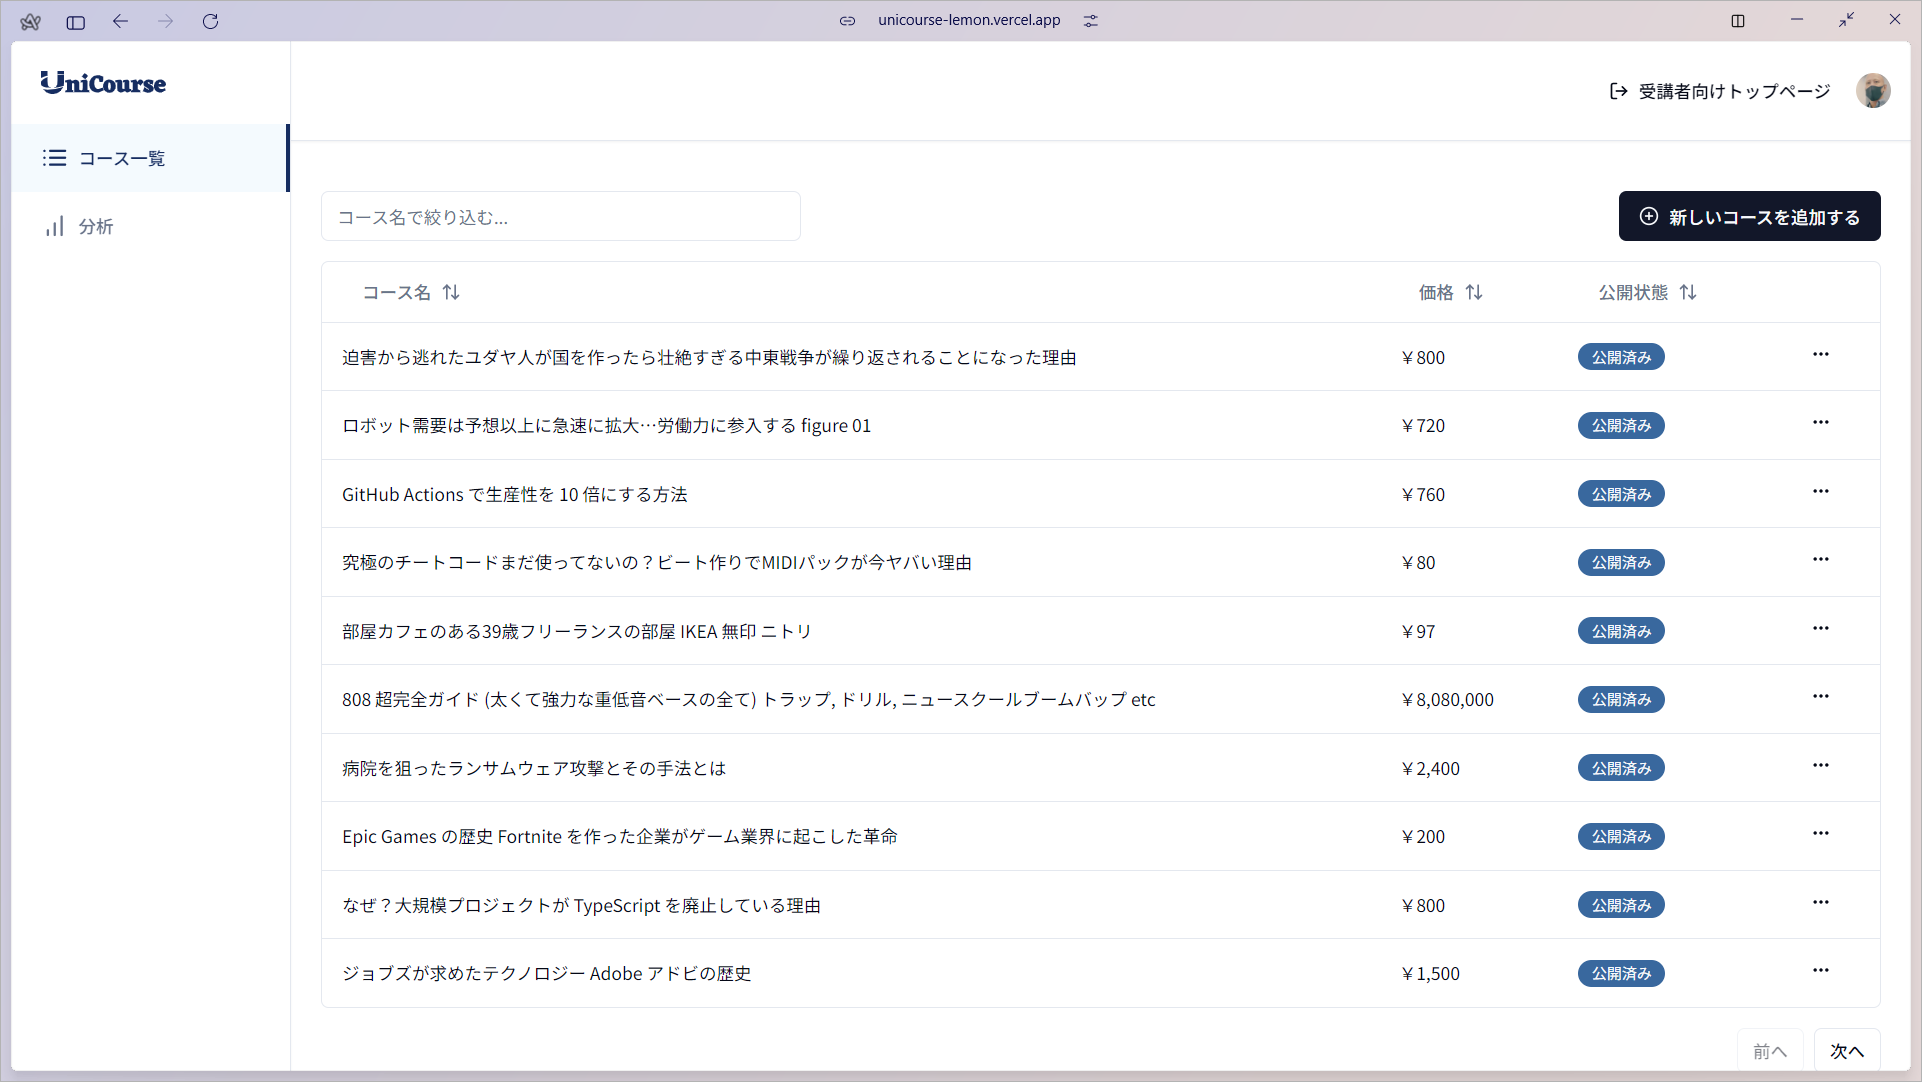 unicourse-lemon.vercel.app
UniCourse
受講者向けトップページ
コース一覧
分析
コース名で絞り込む...
新しいコースを追加する
コース名 価格 公開状態
迫害から逃れたユダヤ人が国を作ったら壮絶すぎる中東戦争が繰り返されることになった理由 ￥800 公開済み
ロボット需要は予想以上に急速に拡大…労働力に参入する figure 01 ￥720 公開済み
GitHub Actions で生産性を 10 倍にする方法 ￥760 公開済み
究極のチートコードまだ使ってないの？ビート作りでMIDIパックが今ヤバい理由 ￥80 公開済み
部屋カフェのある39歳フリーランスの部屋 IKEA 無印 ニトリ ￥97 公開済み
808 超完全ガイド (太くて強力な重低音ベースの全て) トラップ, ドリル, ニュースクールブームバップ etc ￥8,080,000 公開済み
病院を狙ったランサムウェア攻撃とその手法とは ￥2,400 公開済み
Epic Games の歴史 Fortnite を作った企業がゲーム業界に起こした革命 ￥200 公開済み
なぜ？大規模プロジェクトが TypeScript を廃止している理由 ￥800 公開済み
ジョブズが求めたテクノロジー Adobe アドビの歴史 ￥1,500 公開済み
前へ 次へ